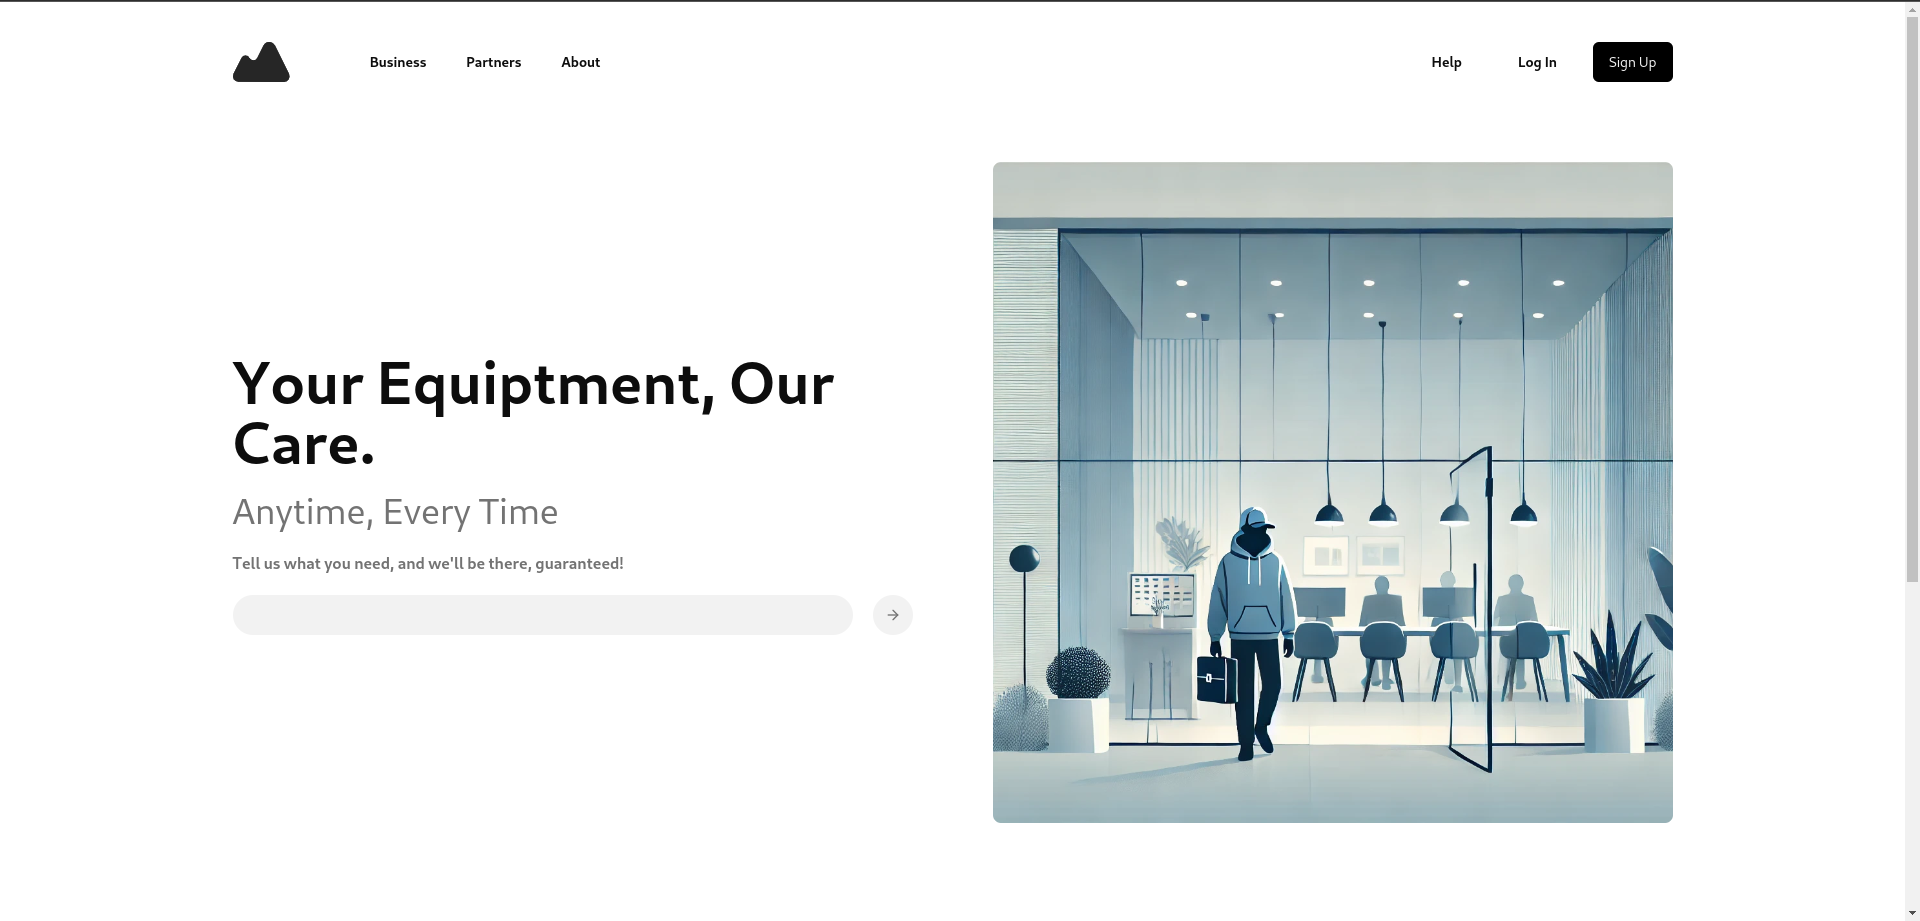 Business
Partners
About
Help
Log In
Sign Up
Your Equiptment, Our
Care.
Anytime, Every Time
Tell us what you need, and we'll be there, guaranteed!